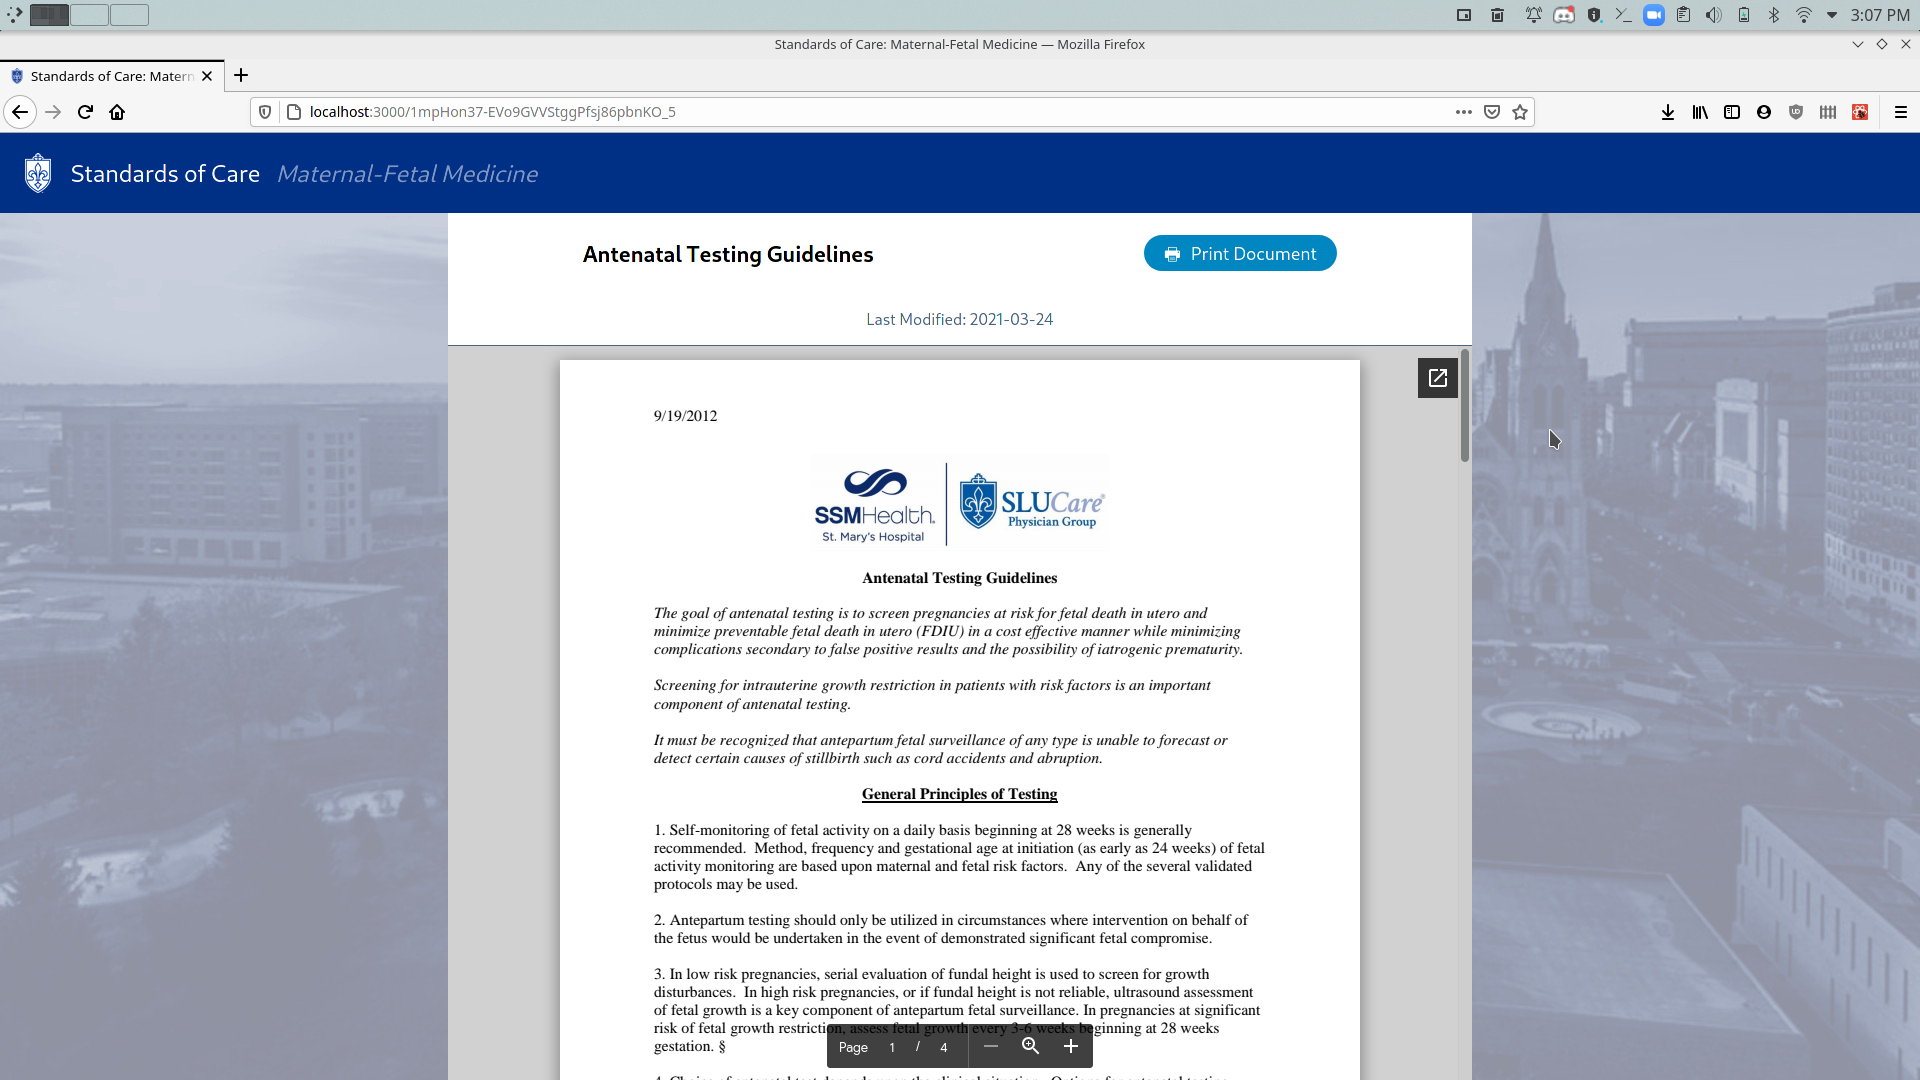 3:07 PM
Standards of Care: Maternal-Fetal Medicine — Mozilla Firefox
Standards of Care: Matern
localhost:3000/1mpHon37-EVo9GVVStggPfsj86pbnKO_5
Standards of Care Maternal-Fetal Medicine
Antenatal Testing Guidelines
Print Document
Last Modified: 2021-03-24
9/19/2012
SSMHealth.
St. Mary's Hospital
SLUCare®
Physician Group
Antenatal Testing Guidelines
The goal of antenatal testing is to screen pregnancies at risk for fetal death in utero and
minimize preventable fetal death in utero (FDIU) in a cost effective manner while minimizing
complications secondary to false positive results and the possibility of iatrogenic prematurity.
Screening for intrauterine growth restriction in patients with risk factors is an important
component of antenatal testing.
It must be recognized that antepartum fetal surveillance of any type is unable to forecast or
detect certain causes of stillbirth such as cord accidents and abruption.
General Principles of Testing
1. Self-monitoring of fetal activity on a daily basis beginning at 28 weeks is generally
recommended. Method, frequency and gestational age at initiation (as early as 24 weeks) of fetal
activity monitoring are based upon maternal and fetal risk factors. Any of the several validated
protocols may be used.
2. Antepartum testing should only be utilized in circumstances where intervention on behalf of
the fetus would be undertaken in the event of demonstrated significant fetal compromise.
3. In low risk pregnancies, serial evaluation of fundal height is used to screen for growth
disturbances. In high risk pregnancies, or if fundal height is not reliable, ultrasound assessment
of fetal growth is a key component of antepartum fetal surveillance. In pregnancies at significant
risk of fetal growth restriction, assess fetal growth every 3-6 weeks beginning at 28 weeks
gestation. §
Page 1 / 4